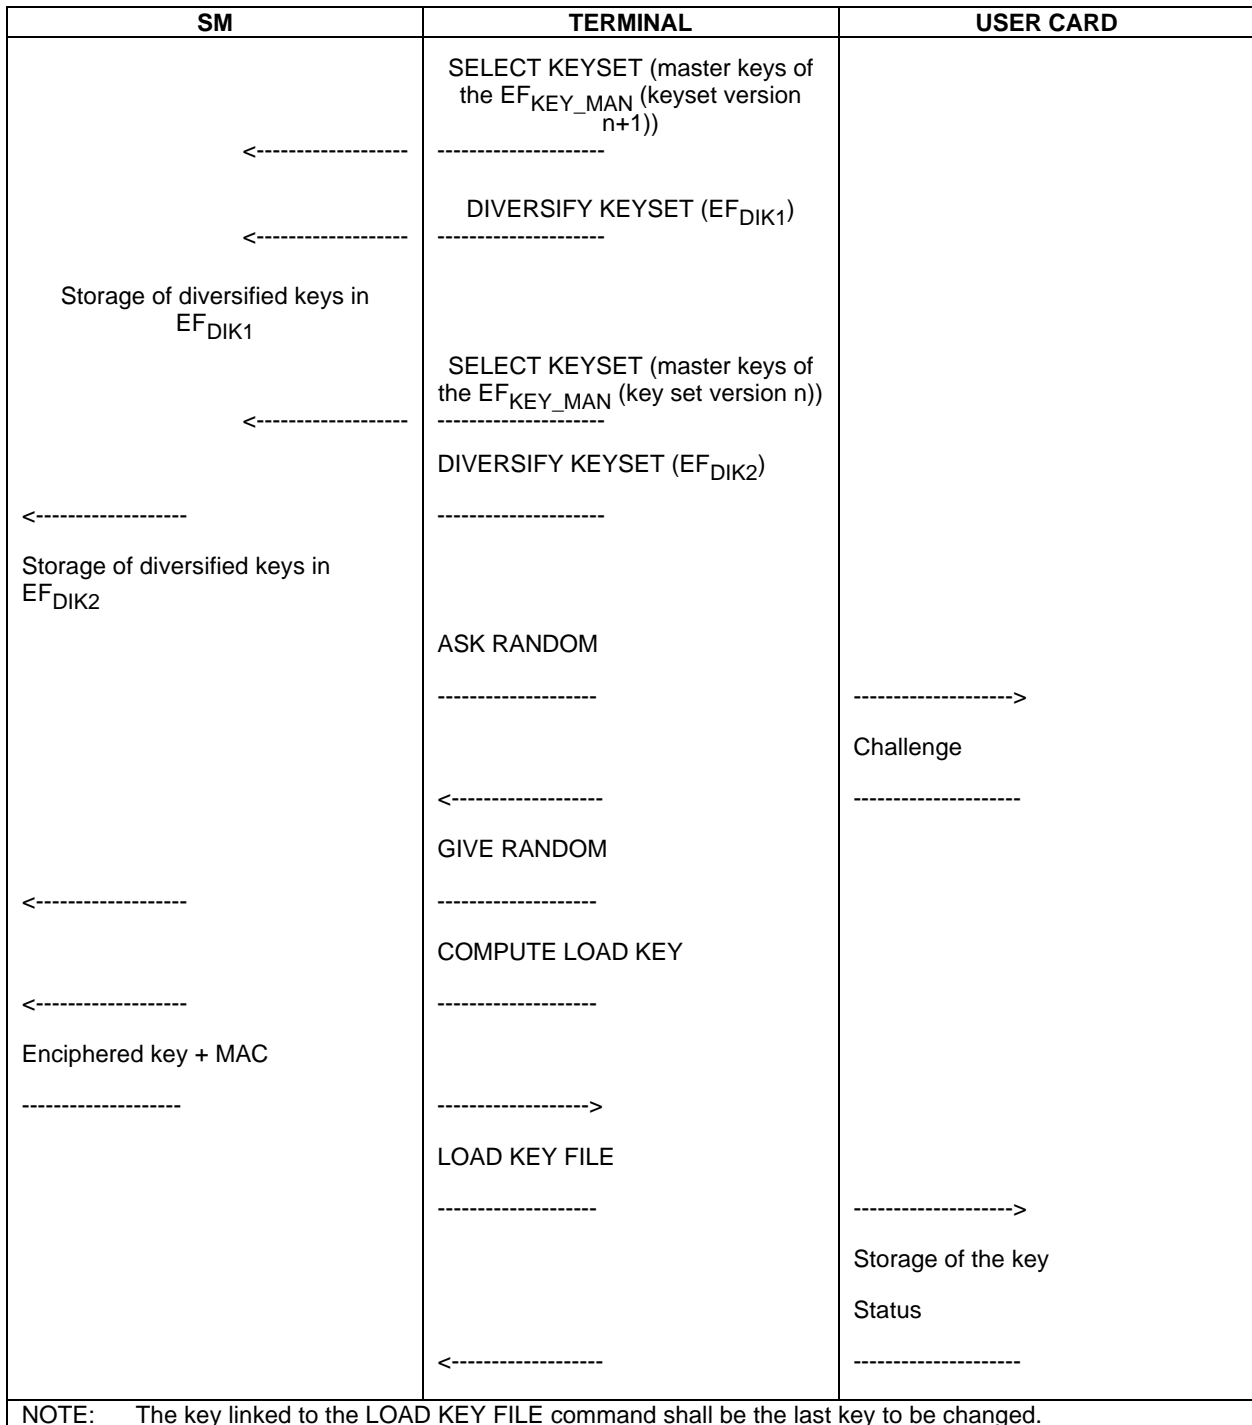 SM TERMINAL USER CARD
SELECT KEYSET (master keys of
the EFKEY_MAN (keyset version
n+1))
<------------------- ---------------------
DIVERSIFY KEYSET (EFDIK1)
<------------------- ---------------------
Storage of diversified keys in
EFDIK1
SELECT KEYSET (master keys of
the EFKEY_MAN (key set version n))
<------------------- ---------------------
DIVERSIFY KEYSET (EFDIK2)
<------------------- ---------------------
Storage of diversified keys in
EFDIK2
ASK RANDOM
-------------------- -------------------->
Challenge
<------------------- ---------------------
GIVE RANDOM
<------------------- --------------------
COMPUTE LOAD KEY
<------------------- --------------------
Enciphered key + MAC
-------------------- ------------------->
LOAD KEY FILE
-------------------- -------------------->
Storage of the key
Status
<------------------- ---------------------
NOTE: The key linked to the LOAD KEY FILE command shall be the last key to be changed.